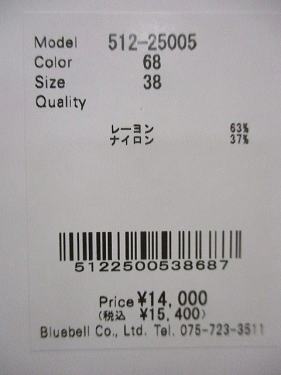 Model 512-25005
Color 68
Size 38
Quality
レーヨン 63%
ナイロン 37%
5122500538687
Price ¥14,000
(税込 ¥15,400)
Bluebell Co., Ltd. Tel. 075-723-3511